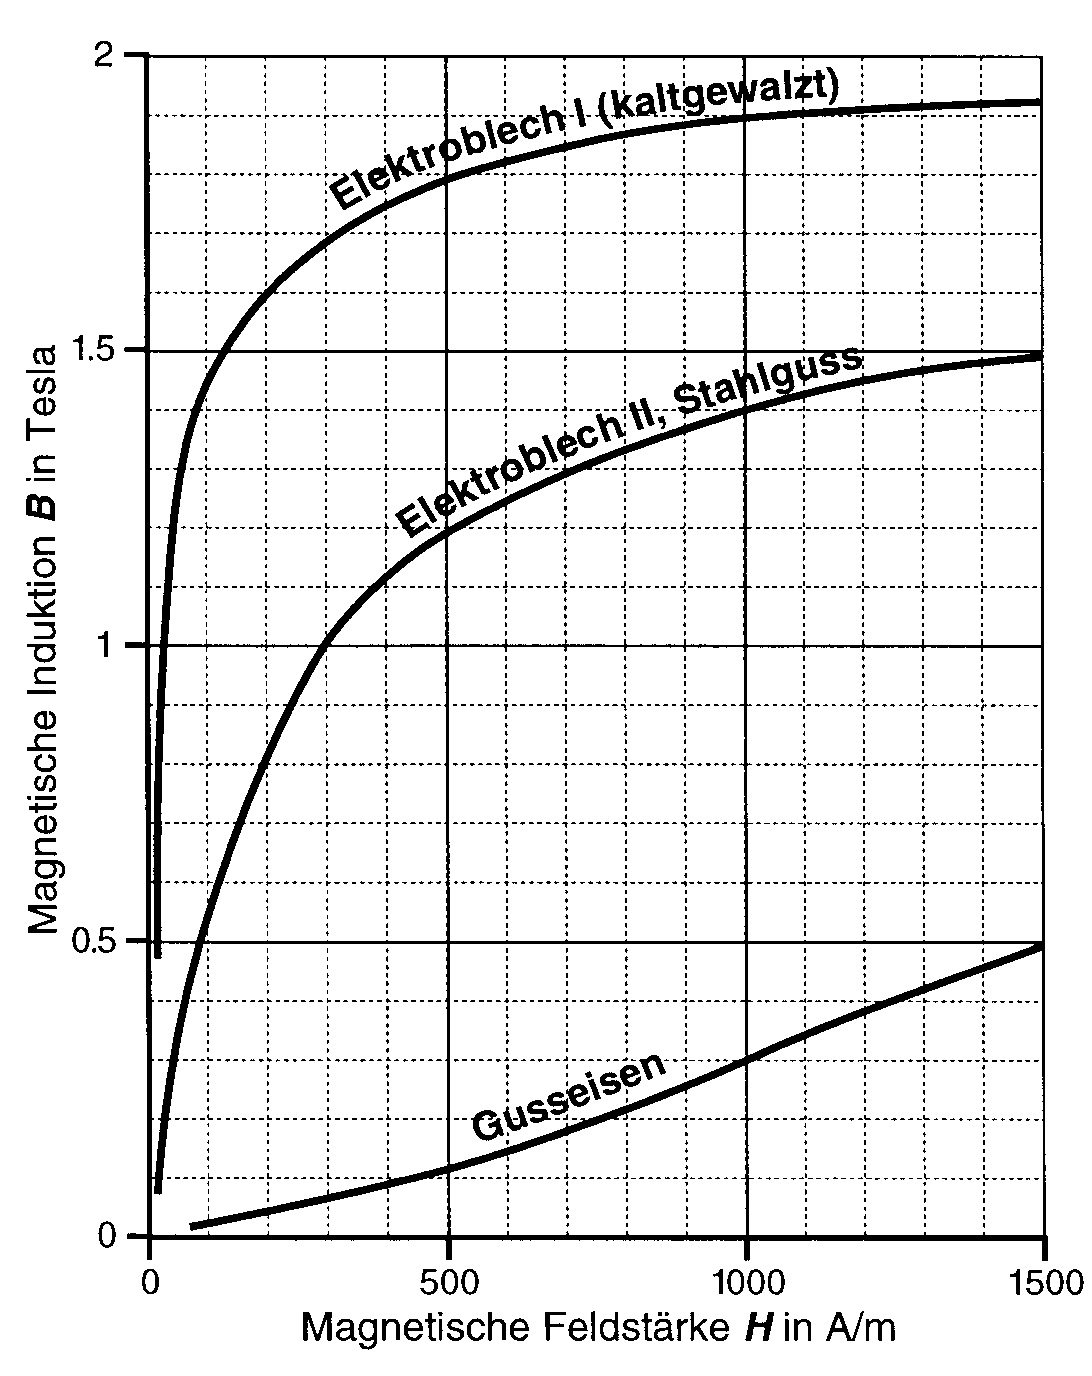 2
Elektroblech I (kaltgewalzt)
1.5
Elektroblech II, Stahlguss
Magnetische Induktion B in Tesla
1
0.5
Gusseisen
0
0
500
1000
1500
Magnetische Feldstärke H in A/m